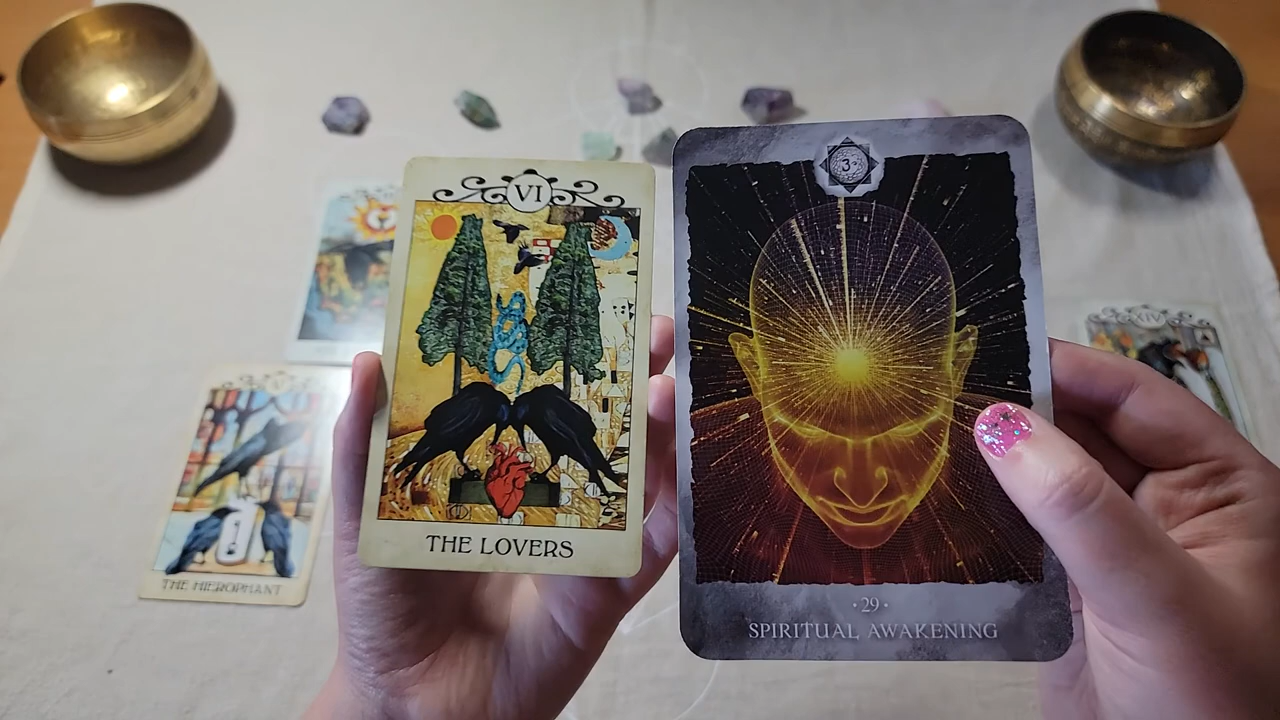 VI
THE LOVERS
3
·29·
SPIRITUAL AWAKENING
V
THE HIEROPHANT
XIV